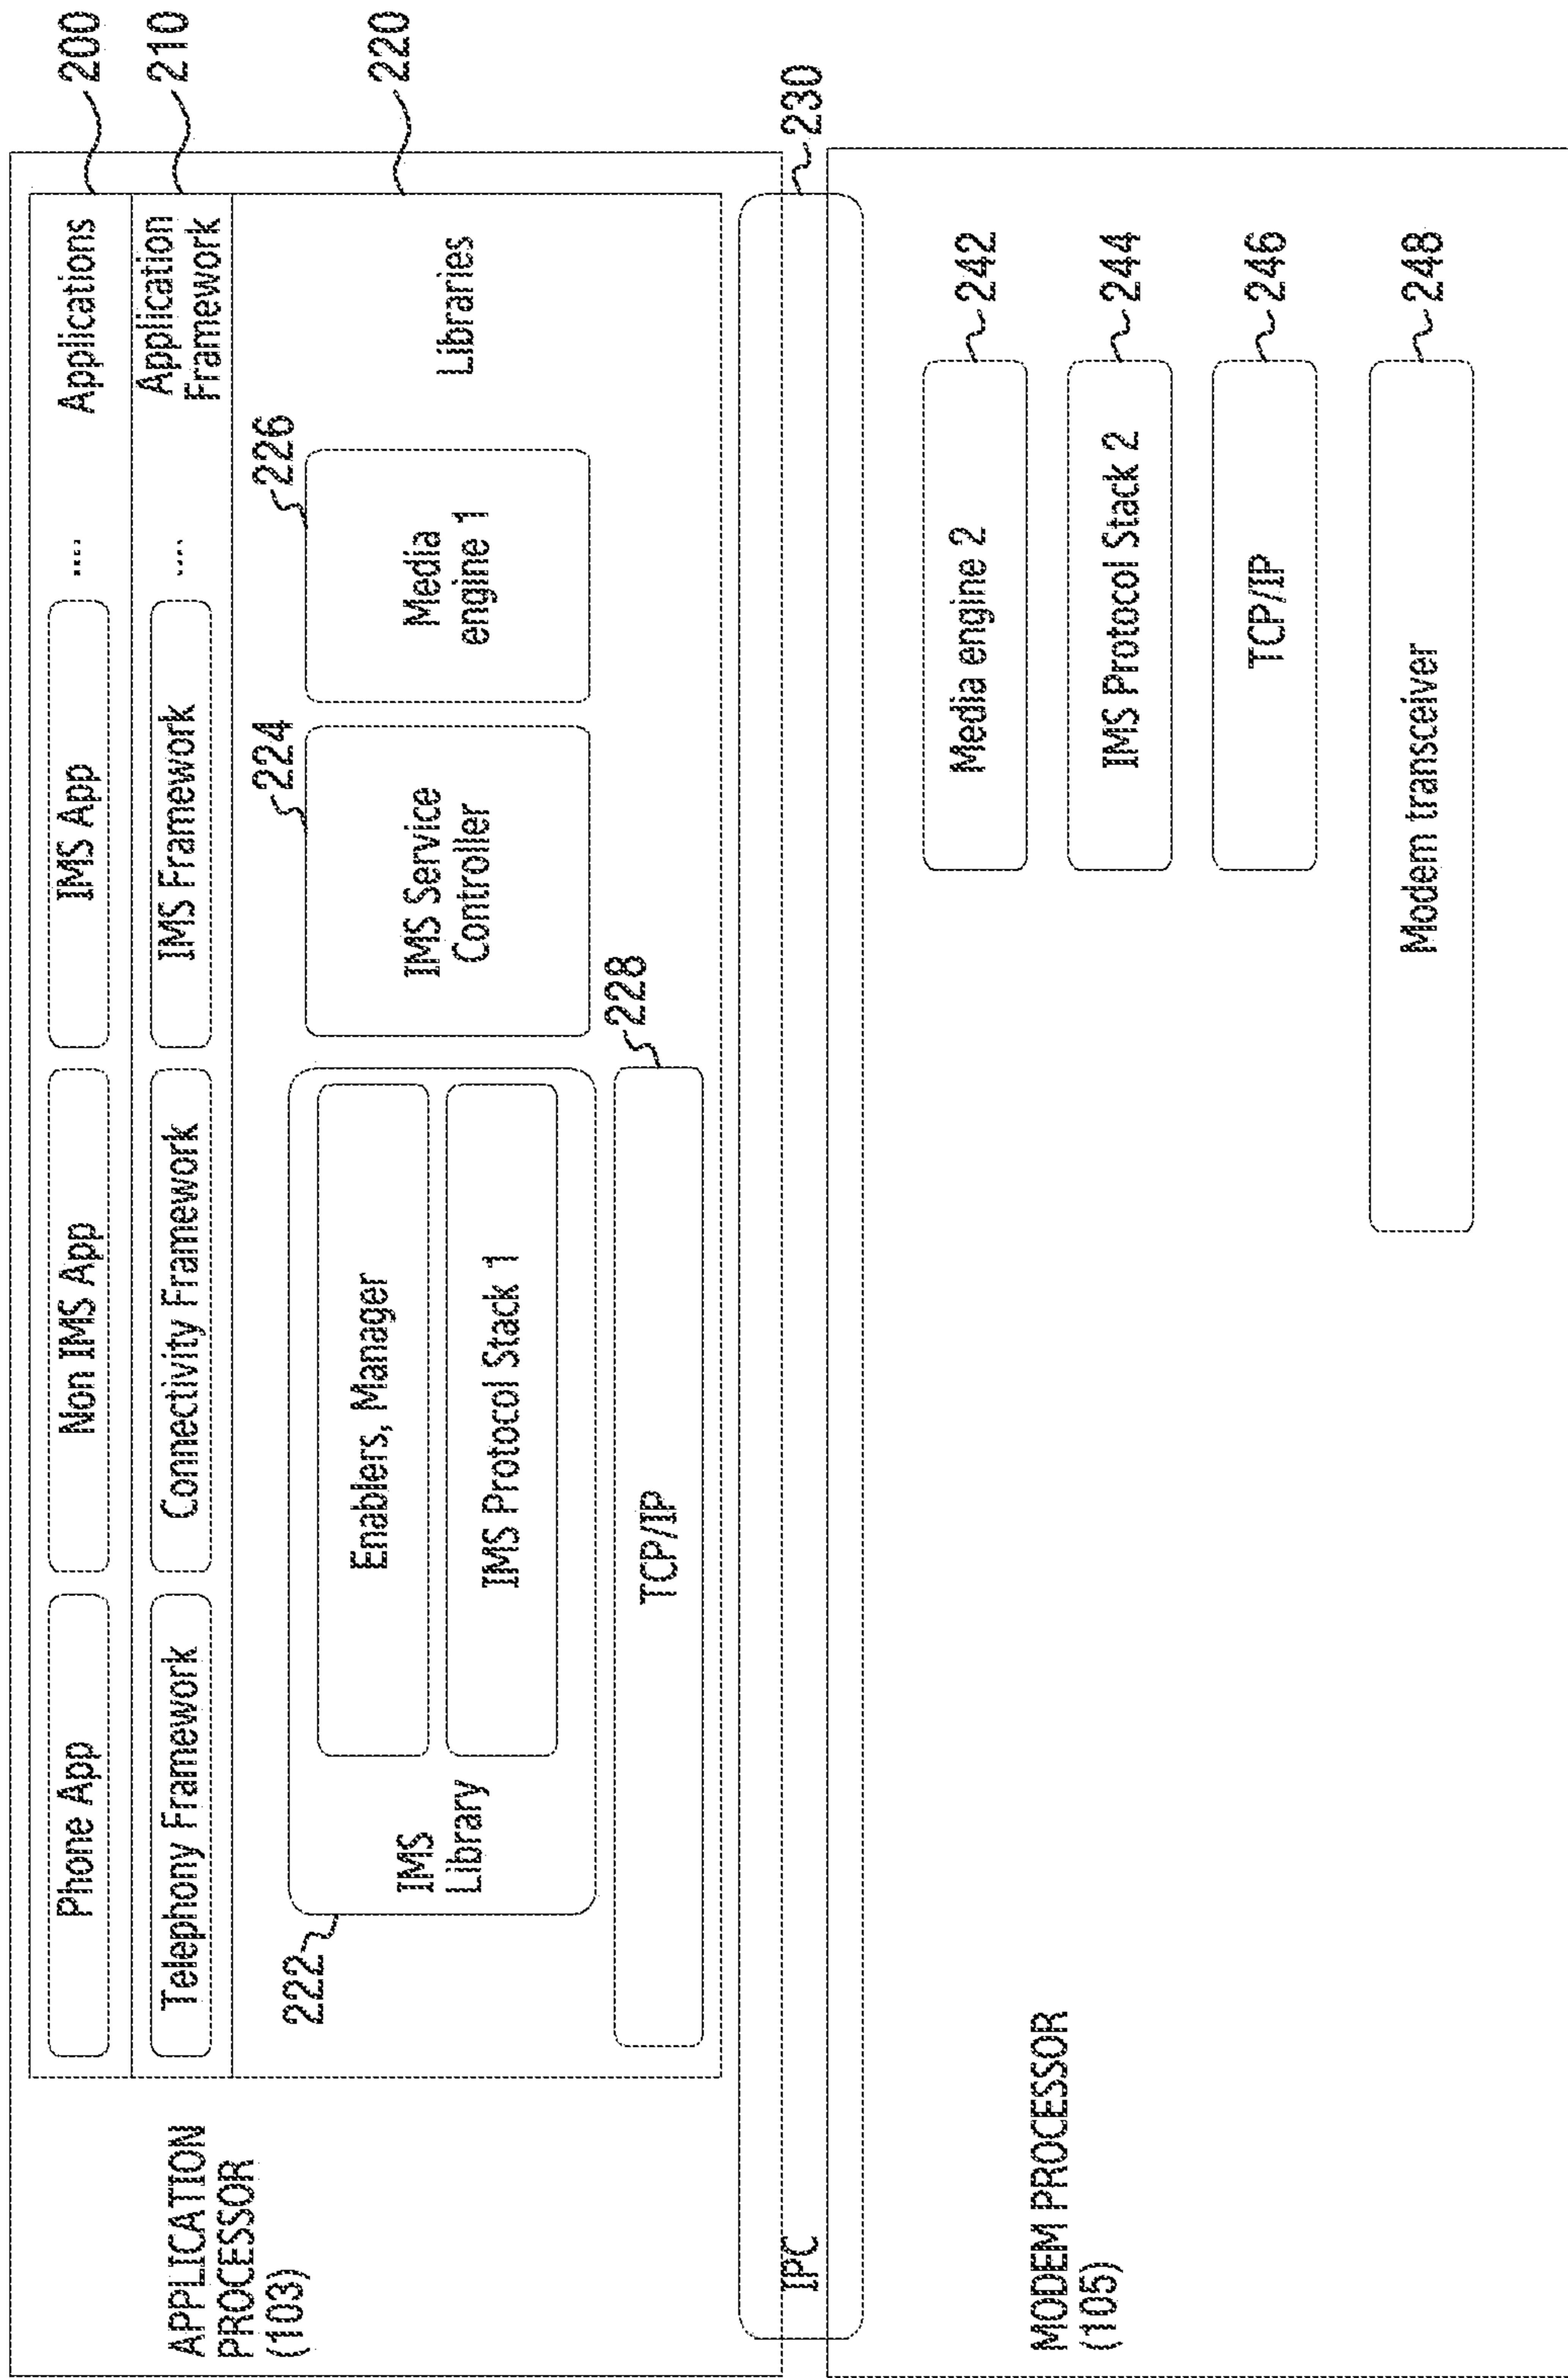 Phone App
Non IMS App
IMS App
....
Applications
200
Telephony Framework
Connectivity Framework
IMS Framework
....
Application
Framework
210
APPLICATION
PROCESSOR
(103)
222
IMS
Library
Enablers, Manager
IMS Protocol Stack 1
224
IMS Service
Controller
226
Media
engine 1
Libraries
220
228
TCP/IP
IPC
230
MODEM PROCESSOR
(105)
Media engine 2
242
IMS Protocol Stack 2
244
TCP/IP
246
Modem transceiver
248